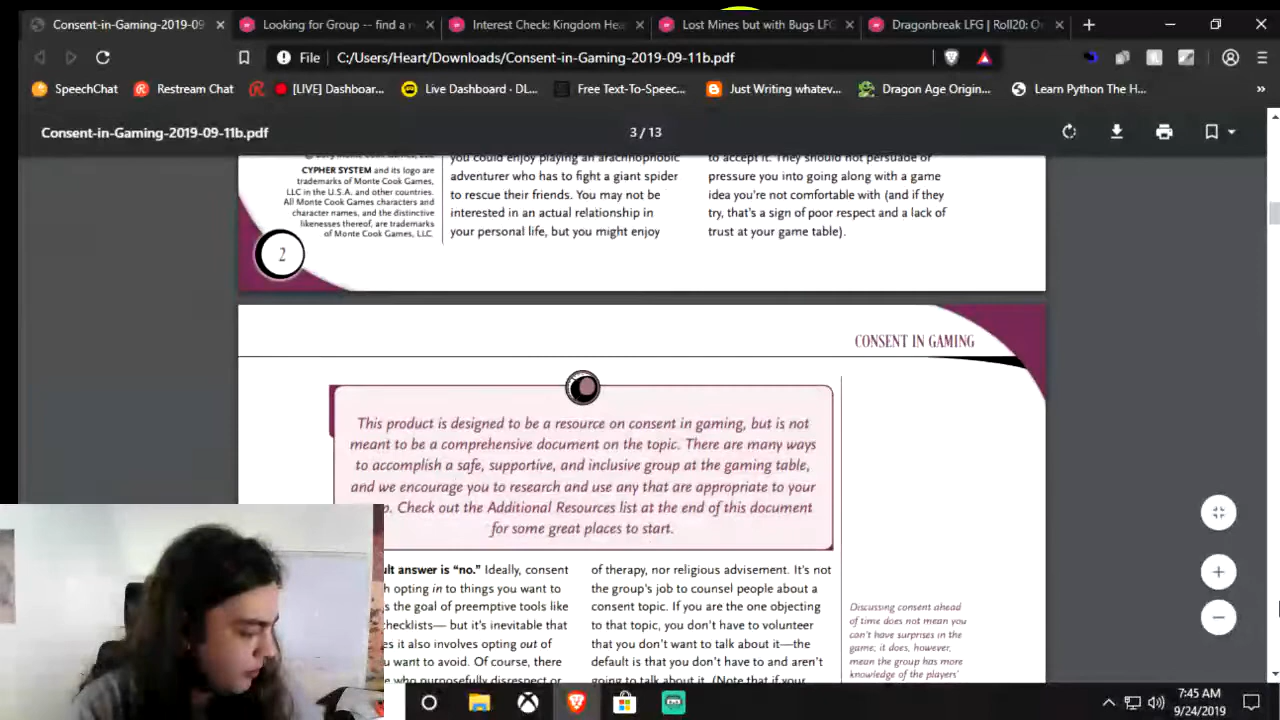 Consent-in-Gaming-2019-09
Looking for Group -- find a r
Interest Check: Kingdom Hea
Lost Mines but with Bugs LFG
Dragonbreak LFG | Roll20: O
File C:/Users/Heart/Downloads/Consent-in-Gaming-2019-09-11b.pdf
SpeechChat
Restream Chat
[LIVE] Dashboar...
Live Dashboard · DL...
Free Text-To-Speec...
Just Writing whatev...
Dragon Age Origin...
Learn Python The H...
»
Consent-in-Gaming-2019-09-11b.pdf
3 / 13
CYPHER SYSTEM and its logo are
trademarks of Monte Cook Games,
LLC in the U.S.A. and other countries.
All Monte Cook Games characters and
character names, and the distinctive
likenesses thereof, are trademarks
of Monte Cook Games, LLC.
2
you could enjoy playing an arachnophobic
adventurer who has to fight a giant spider
to rescue their friends. You may not be
interested in an actual relationship in
your personal life, but you might enjoy
to accept it. They should not persuade or
pressure you into going along with a game
idea you're not comfortable with (and if they
try, that's a sign of poor respect and a lack of
trust at your game table).
CONSENT IN GAMING
This product is designed to be a resource on consent in gaming, but is not
meant to be a comprehensive document on the topic. There are many ways
to accomplish a safe, supportive, and inclusive group at the gaming table,
and we encourage you to research and use any that are appropriate to your
p. Check out the Additional Resources list at the end of this document
for some great places to start.
ult answer is “no.” Ideally, consent
h opting in to things you want to
s the goal of preemptive tools like
checklists— but it's inevitable that
es it also involves opting out of
u want to avoid. Of course, there
e who purposefully disrespect or
of therapy, nor religious advisement. It's not
the group's job to counsel people about a
consent topic. If you are the one objecting
to that topic, you don't have to volunteer
that you don't want to talk about it—the
default is that you don't have to and aren't
going to talk about it. (Note that if your
Discussing consent ahead
of time does not mean you
can't have surprises in the
game; it does, however,
mean the group has more
knowledge of the players'
7:45 AM
9/24/2019